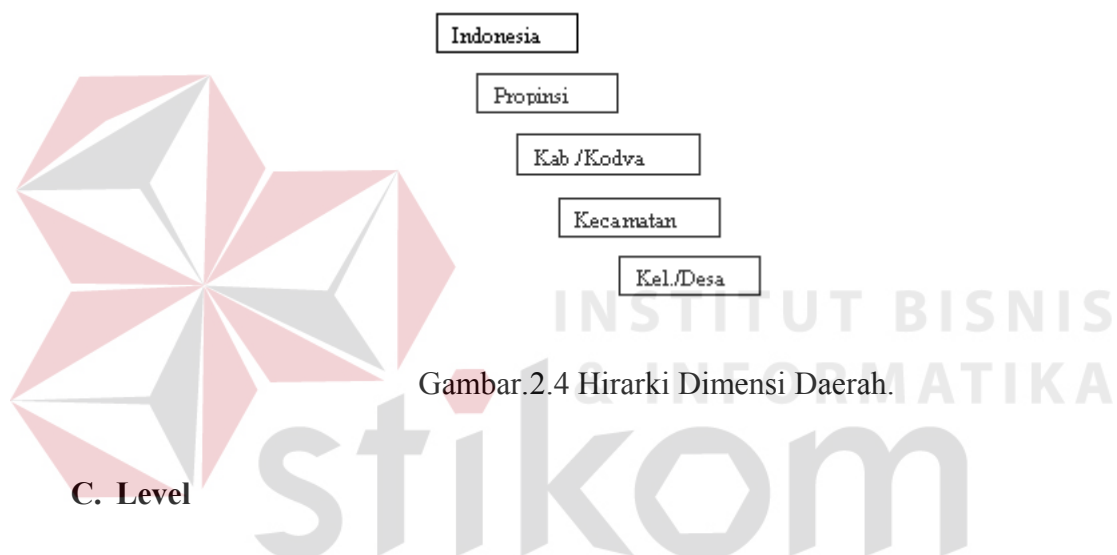 Indonesia
Propinsi
Kab./Kodya
Kecamatan
Kel./Desa
INSTITUT BISNIS
& INFORMATIKA
Gambar.2.4 Hirarki Dimensi Daerah.
stikom
C. Level